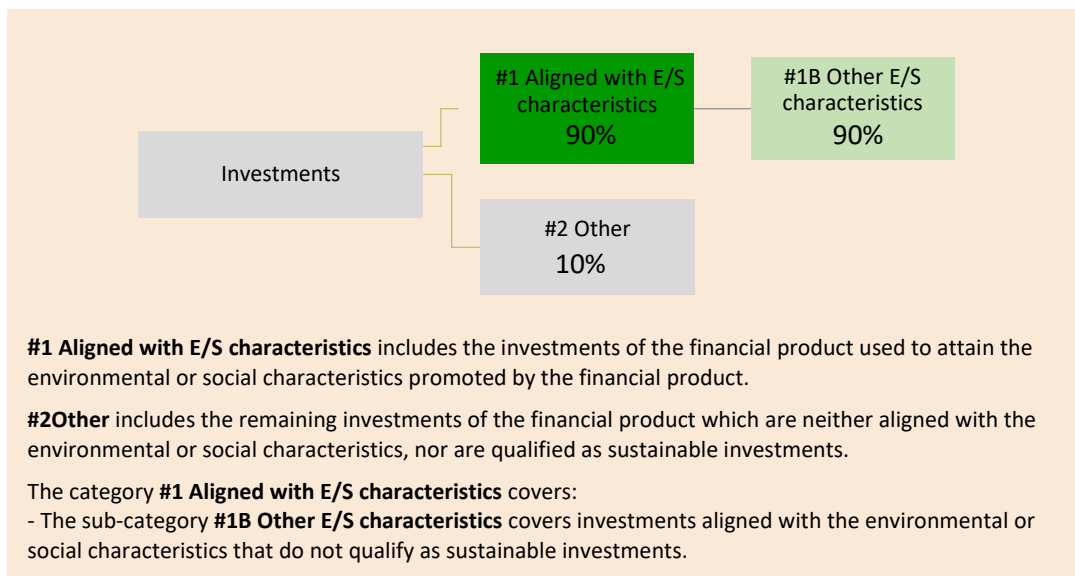 #1 Aligned with E/S
characteristics
90%
#1B Other E/S
characteristics
90%
Investments
#2 Other
10%
#1 Aligned with E/S characteristics includes the investments of the financial product used to attain the
environmental or social characteristics promoted by the financial product.
#2Other includes the remaining investments of the financial product which are neither aligned with the
environmental or social characteristics, nor are qualified as sustainable investments.
The category #1 Aligned with E/S characteristics covers:
- The sub-category #1B Other E/S characteristics covers investments aligned with the environmental or
social characteristics that do not qualify as sustainable investments.